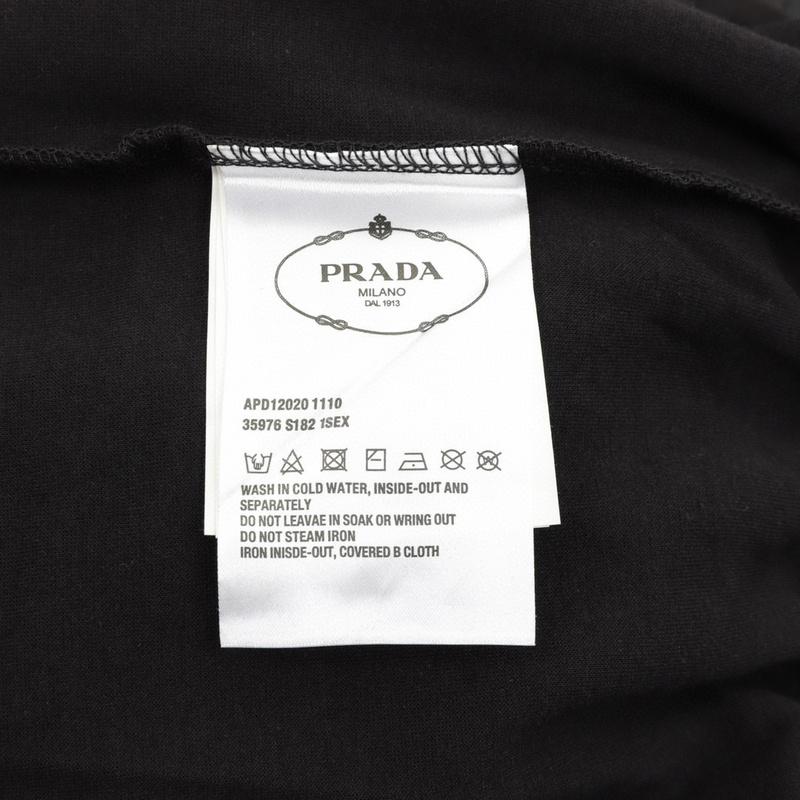 PRADA
MILANO
DAL 1913
APD12020 1110
35976 S182 1SEX
WASH IN COLD WATER, INSIDE-OUT AND
SEPARATELY
DO NOT LEAVAE IN SOAK OR WRING OUT
DO NOT STEAM IRON
IRON INISDE-OUT, COVERED B CLOTH